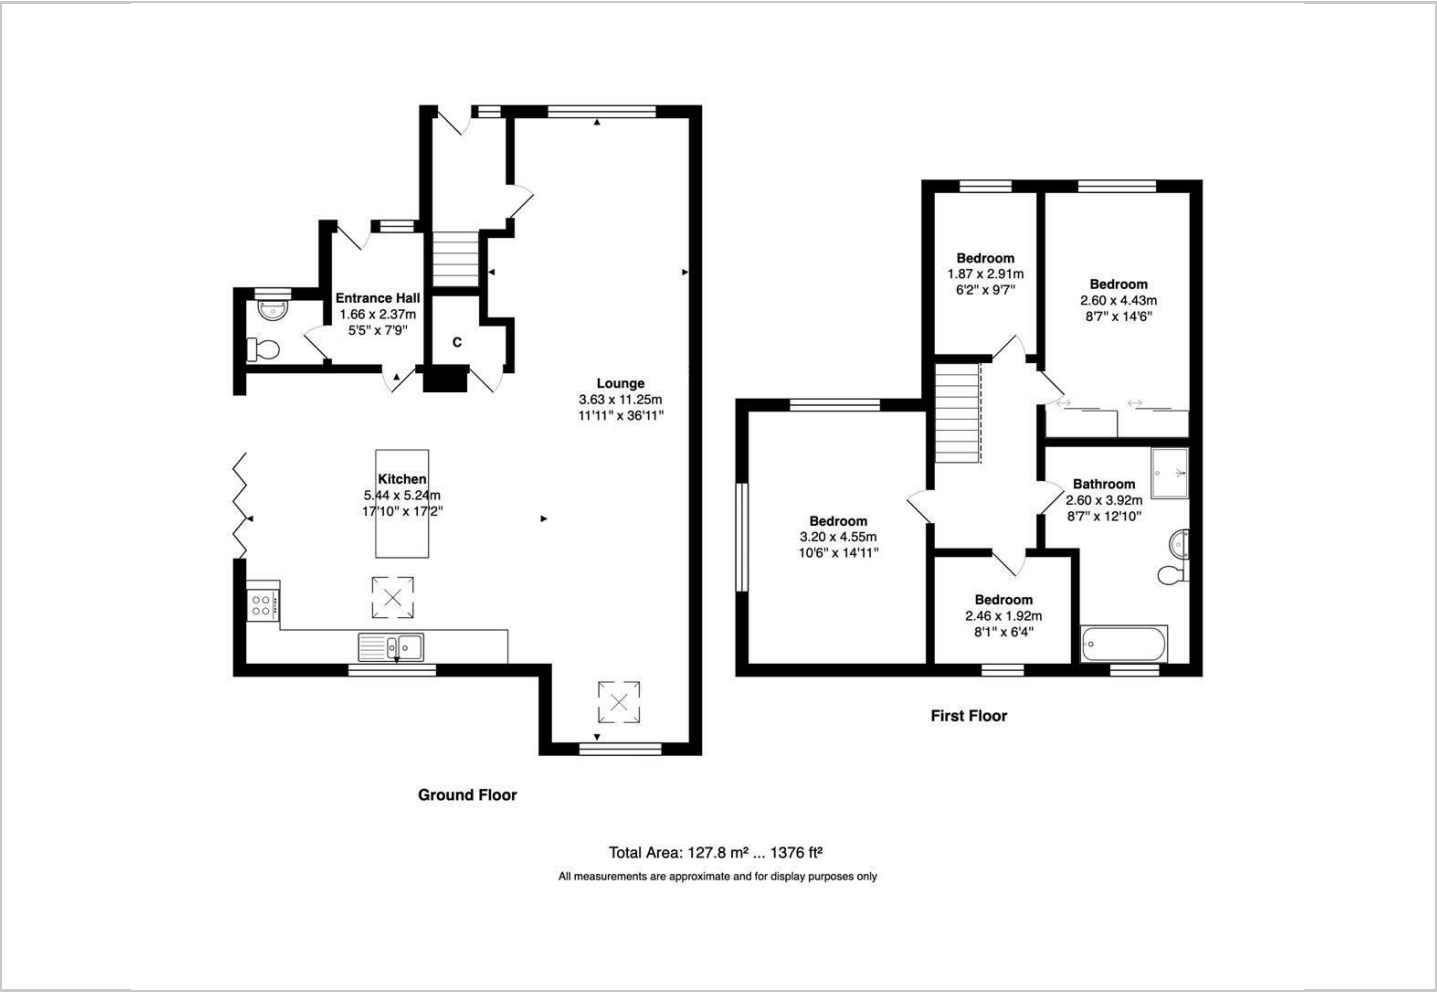 Entrance Hall
1.66 x 2.37m
5'5" x 7'9"
C
Lounge
3.63 x 11.25m
11'11" x 36'11"
Kitchen
5.44 x 5.24m
17'10" x 17'2"
Ground Floor
Bedroom
1.87 x 2.91m
6'2" x 9'7"
Bedroom
2.60 x 4.43m
8'7" x 14'6"
Bathroom
2.60 x 3.92m
8'7" x 12'10"
Bedroom
3.20 x 4.55m
10'6" x 14'11"
Bedroom
2.46 x 1.92m
8'1" x 6'4"
First Floor
Total Area: 127.8 m² ... 1376 ft²
All measurements are approximate and for display purposes only